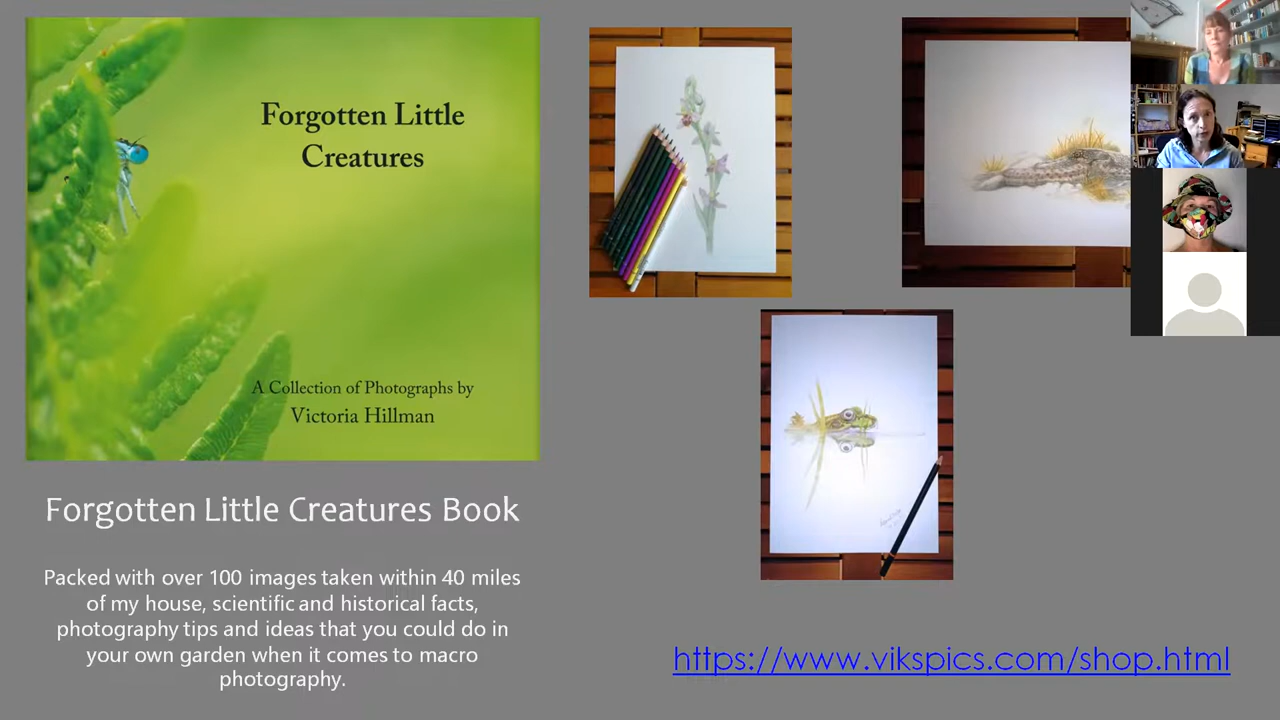 Forgotten Little
Creatures
A Collection of Photographs by
Victoria Hillman
Forgotten Little Creatures Book
Packed with over 100 images taken within 40 miles
of my house, scientific and historical facts,
photography tips and ideas that you could do in
your own garden when it comes to macro
photography.
https://www.vikspics.com/shop.html